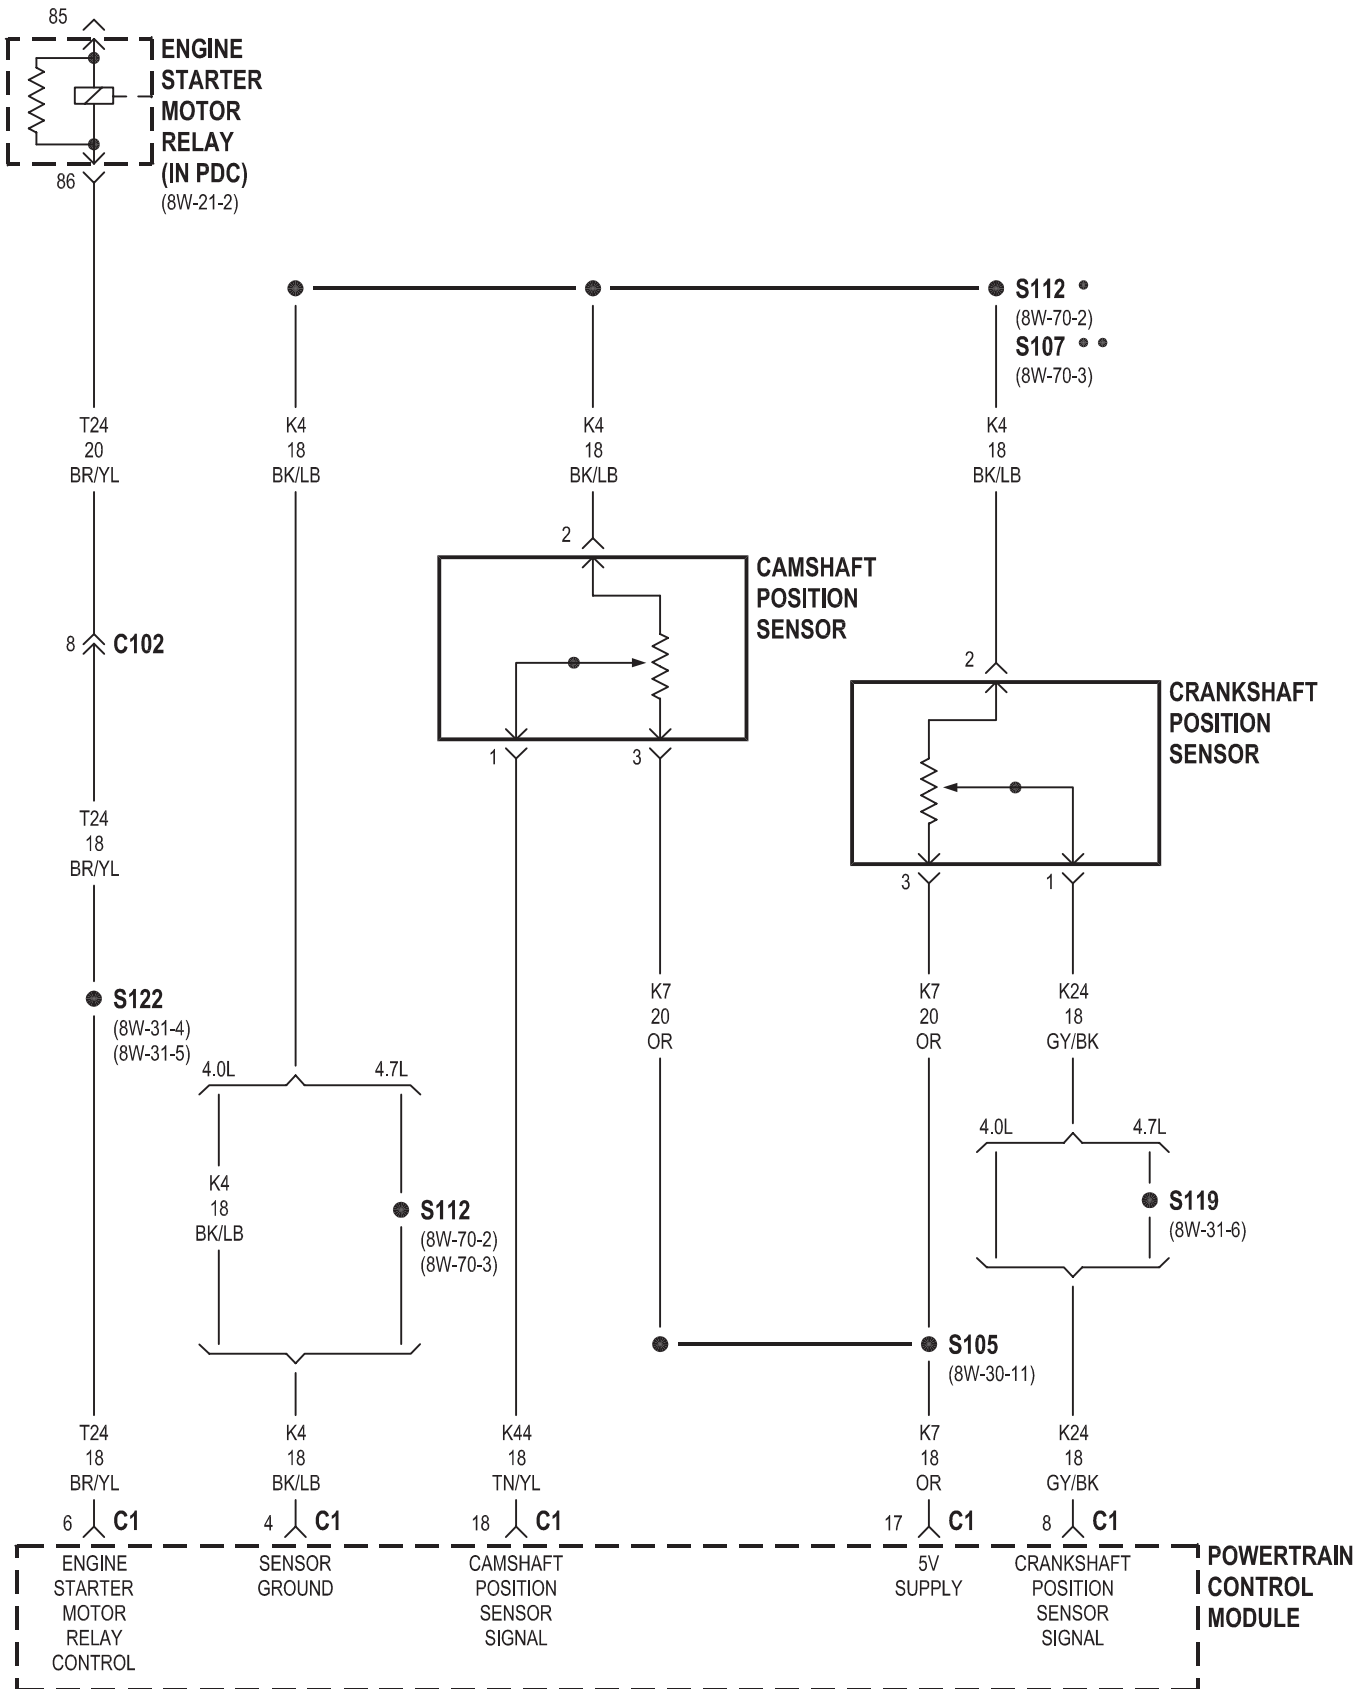 85
ENGINE
STARTER
MOTOR
RELAY
(IN PDC)
(8W-21-2)
86
S112 •
(8W-70-2)
S107 • •
(8W-70-3)
T24
20
BR/YL
K4
18
BK/LB
K4
18
BK/LB
K4
18
BK/LB
2
CAMSHAFT
POSITION
SENSOR
8
C102
2
CRANKSHAFT
POSITION
SENSOR
1
3
T24
18
BR/YL
3
1
K7
20
OR
K7
20
OR
K24
18
GY/BK
S122
(8W-31-4)
(8W-31-5)
4.0L
4.7L
4.0L
4.7L
K4
18
BK/LB
S112
(8W-70-2)
(8W-70-3)
S119
(8W-31-6)
S105
(8W-30-11)
T24
18
BR/YL
K4
18
BK/LB
K44
18
TN/YL
K7
18
OR
K24
18
GY/BK
6
C1
4
C1
18
C1
17
C1
8
C1
ENGINE
STARTER
MOTOR
RELAY
CONTROL
SENSOR
GROUND
CAMSHAFT
POSITION
SENSOR
SIGNAL
5V
SUPPLY
CRANKSHAFT
POSITION
SENSOR
SIGNAL
POWERTRAIN
CONTROL
MODULE